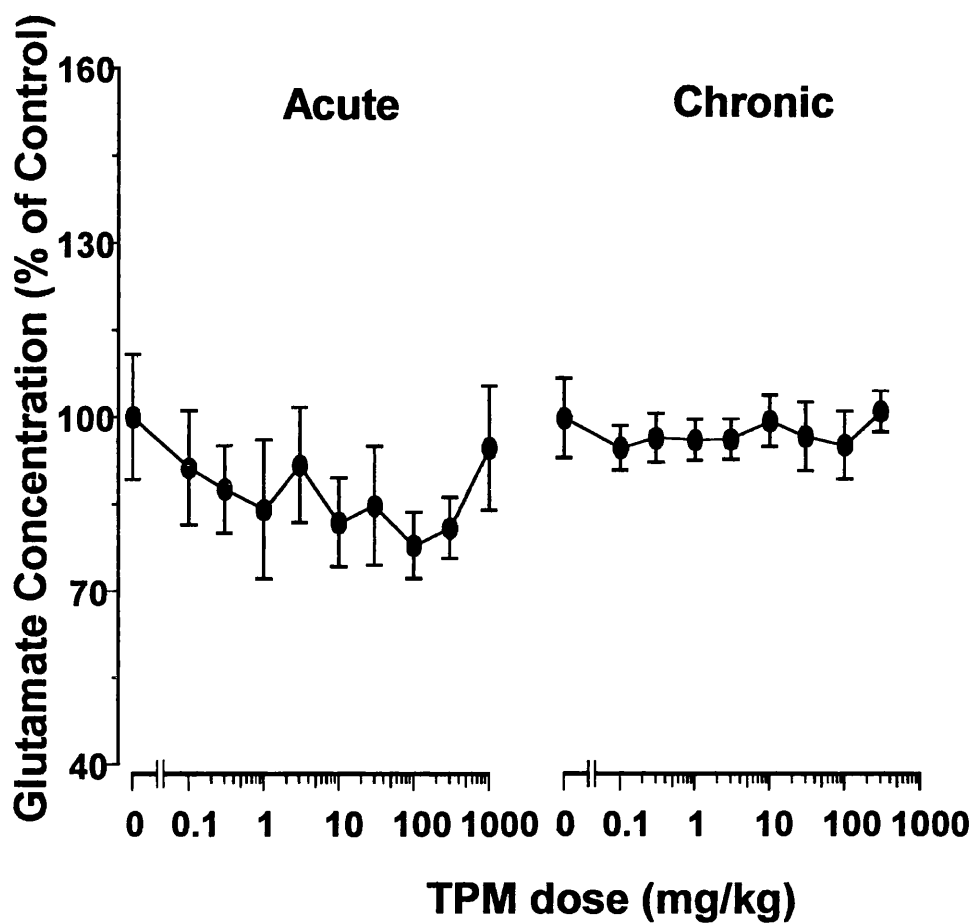 Glutamate Concentration (% of Control)
160
130
100
70
40
Acute
Chronic
0 0.1 1 10 100 1000
0 0.1 1 10 100 1000
TPM dose (mg/kg)